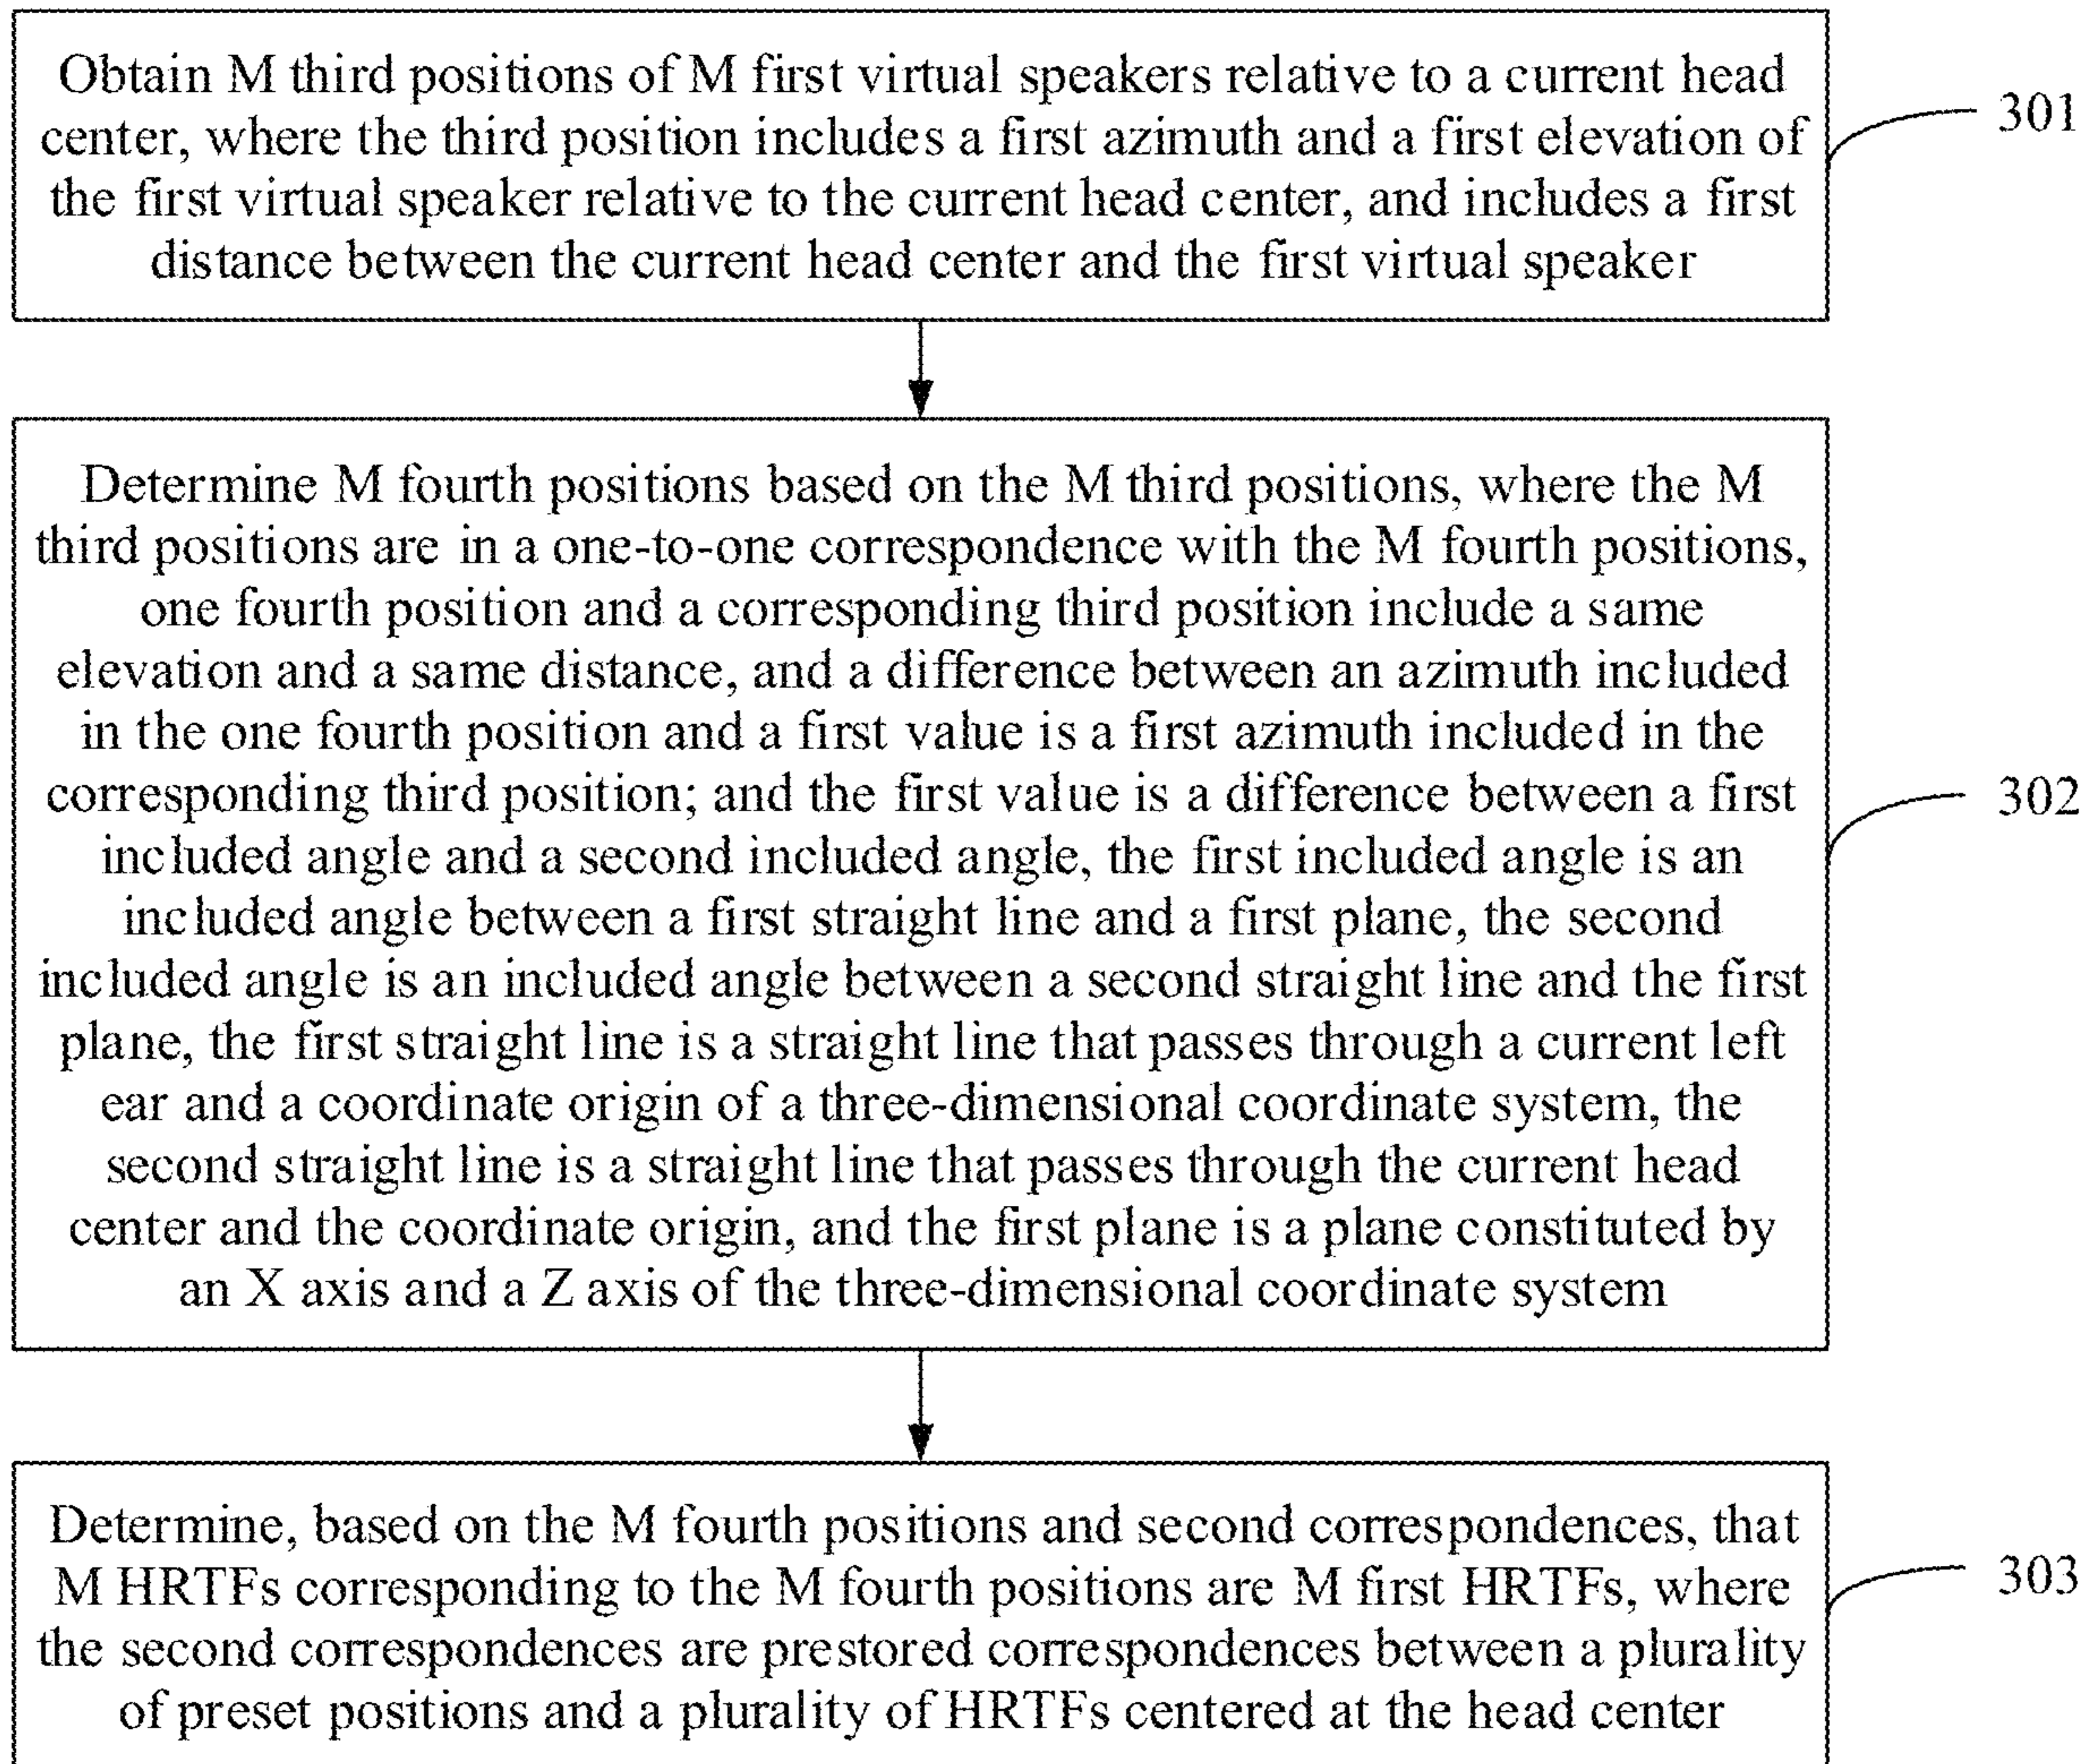 Obtain M third positions of M first virtual speakers relative to a current head
center, where the third position includes a first azimuth and a first elevation of
the first virtual speaker relative to the current head center, and includes a first
distance between the current head center and the first virtual speaker
301
Determine M fourth positions based on the M third positions, where the M
third positions are in a one-to-one correspondence with the M fourth positions,
one fourth position and a corresponding third position include a same
elevation and a same distance, and a difference between an azimuth included
in the one fourth position and a first value is a first azimuth included in the
corresponding third position; and the first value is a difference between a first
included angle and a second included angle, the first included angle is an
included angle between a first straight line and a first plane, the second
included angle is an included angle between a second straight line and the first
plane, the first straight line is a straight line that passes through a current left
ear and a coordinate origin of a three-dimensional coordinate system, the
second straight line is a straight line that passes through the current head
center and the coordinate origin, and the first plane is a plane constituted by
an X axis and a Z axis of the three-dimensional coordinate system
302
Determine, based on the M fourth positions and second correspondences, that
M HRTFs corresponding to the M fourth positions are M first HRTFs, where
the second correspondences are prestored correspondences between a plurality
of preset positions and a plurality of HRTFs centered at the head center
303